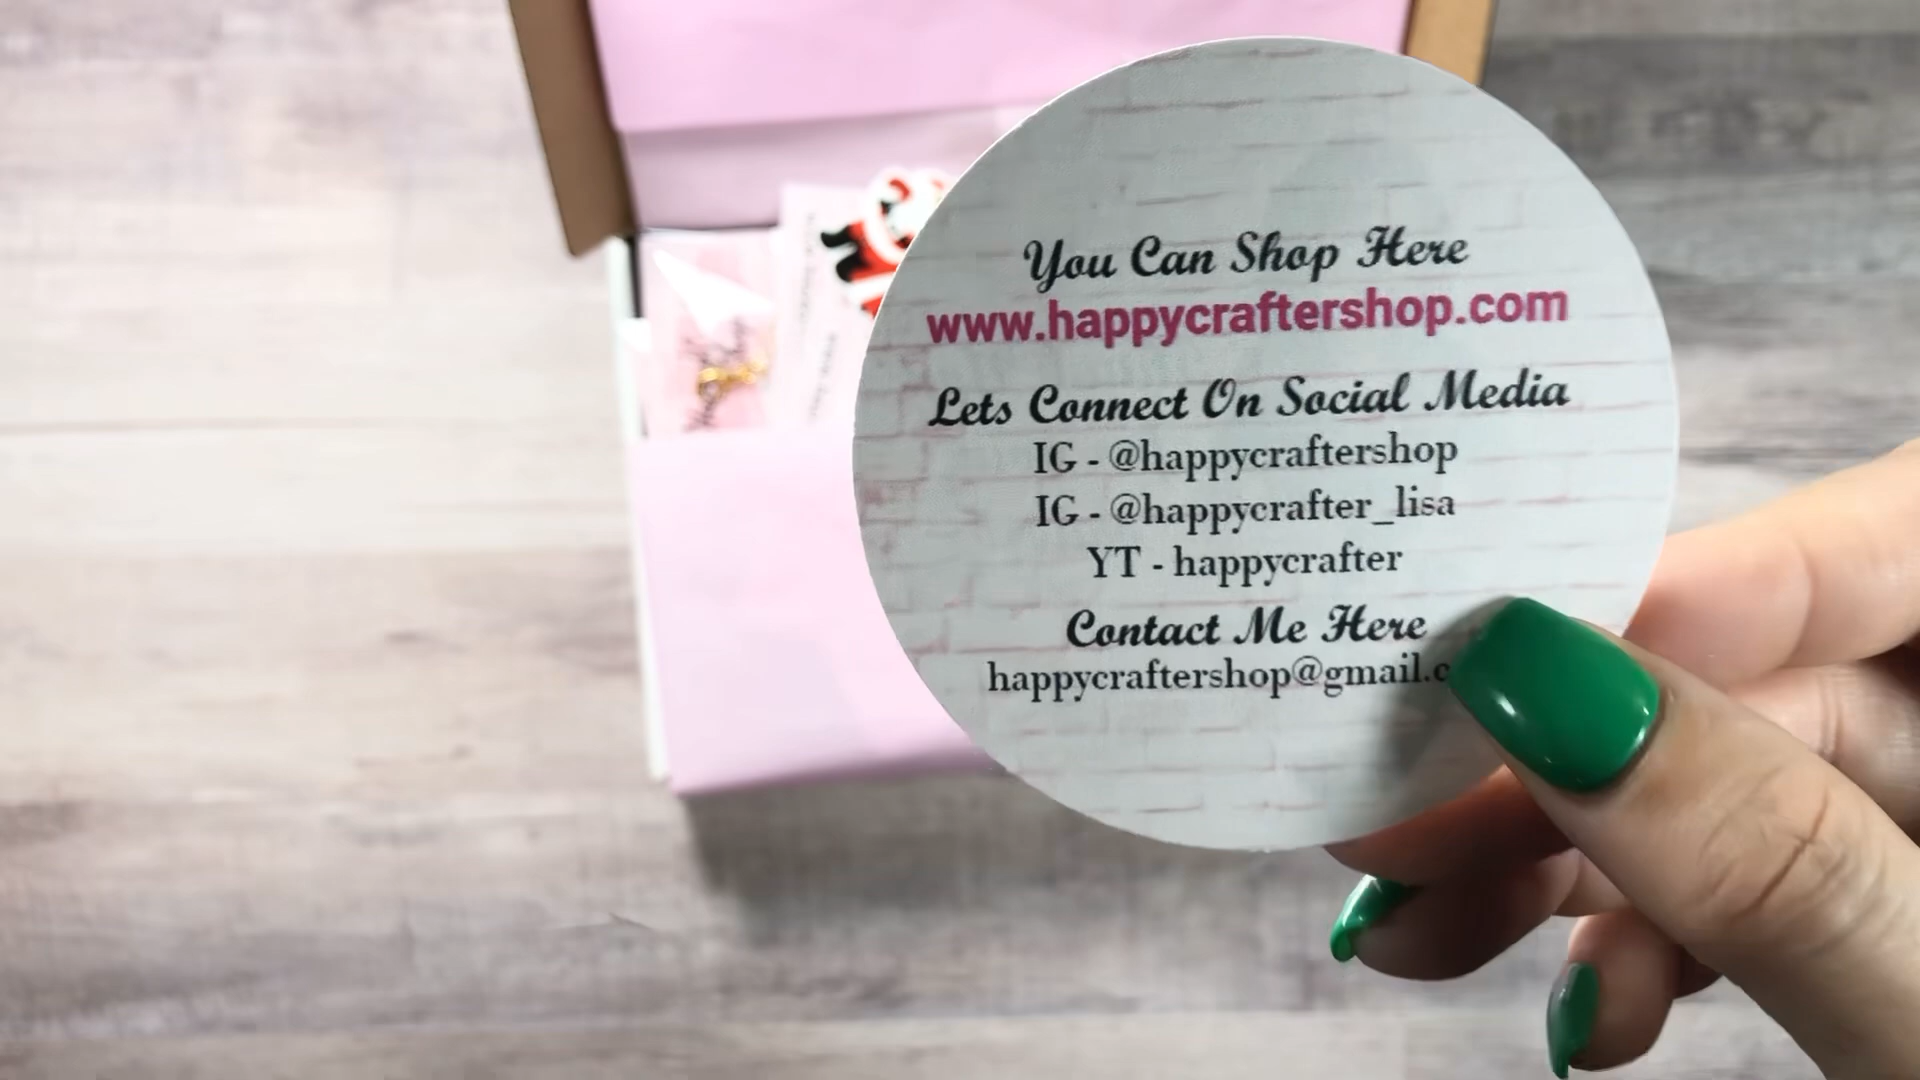 You Can Shop Here
www.happycraftershop.com
Lets Connect On Social Media
IG - @happycraftershop
IG - @happycrafter_lisa
YT - happycrafter
Contact Me Here
happycraftershop@gmail.c